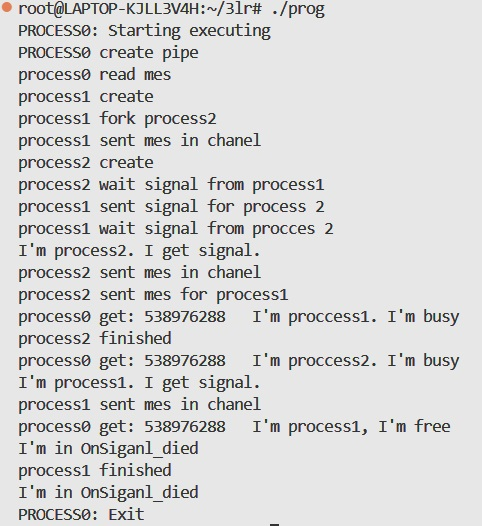 root@LAPTOP-KJLL3V4H:~/3lr# ./prog
PROCESS0: Starting executing
PROCESS0 create pipe
process0 read mes
process1 create
process1 fork process2
process1 sent mes in chanel
process2 create
process2 wait signal from process1
process1 sent signal for process 2
process1 wait signal from procces 2
I'm process2. I get signal.
process2 sent mes in chanel
process2 sent mes for process1
process0 get: 538976288   I'm proccess1. I'm busy
process2 finished
process0 get: 538976288   I'm proccess2. I'm busy
I'm process1. I get signal.
process1 sent mes in chanel
process0 get: 538976288   I'm process1, I'm free
I'm in OnSiganl_died
process1 finished
I'm in OnSiganl_died
PROCESS0: Exit